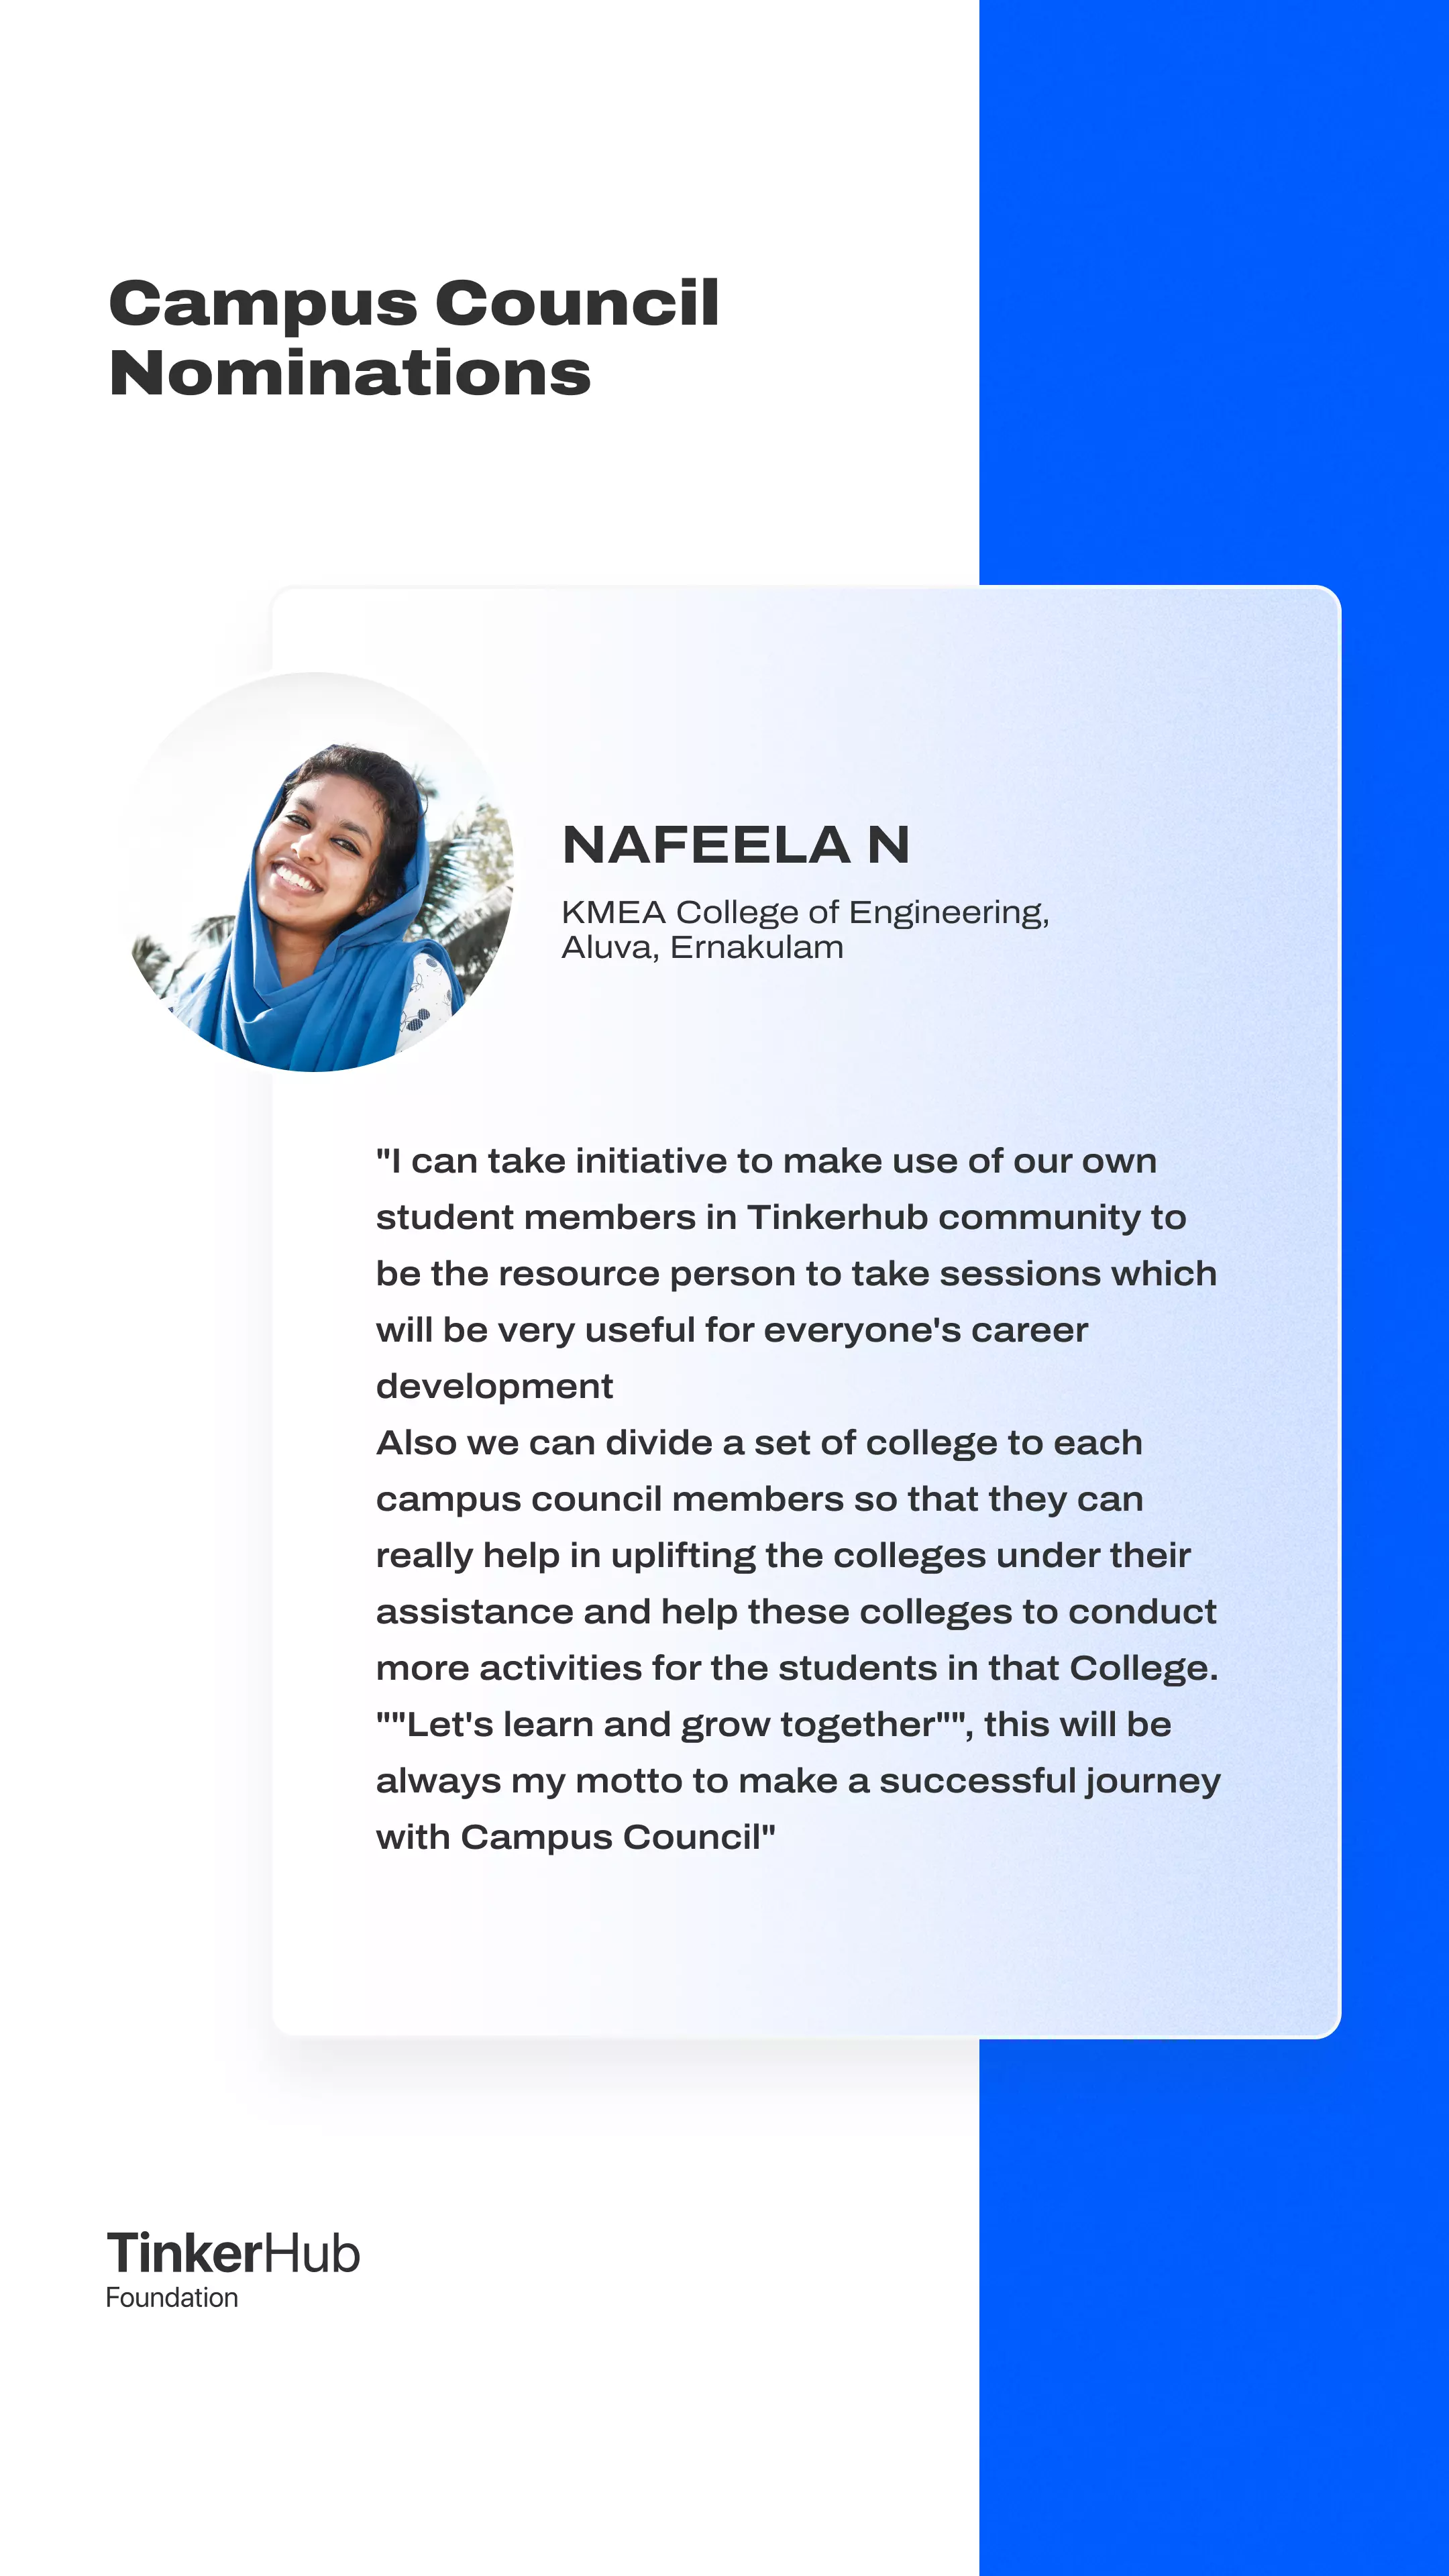 Campus Council
Nominations
NAFEELA N
KMEA College of Engineering,
Aluva, Ernakulam
"I can take initiative to make use of our own
student members in Tinkerhub community to
be the resource person to take sessions which
will be very useful for everyone's career
development
Also we can divide a set of college to each
campus council members so that they can
really help in uplifting the colleges under their
assistance and help these colleges to conduct
more activities for the students in that College.
""Let's learn and grow together"", this will be
always my motto to make a successful journey
with Campus Council"
TinkerHub
Foundation